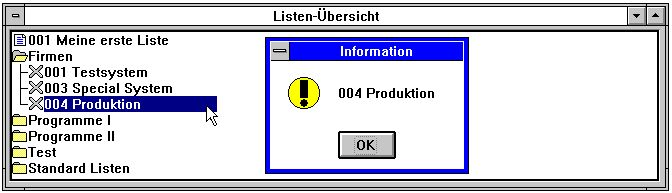 Listen-Übersicht
001 Meine erste Liste
Firmen
001 Testsystem
003 Special System
004 Produktion
Programme I
Programme II
Test
Standard Listen
Information
004 Produktion
OK